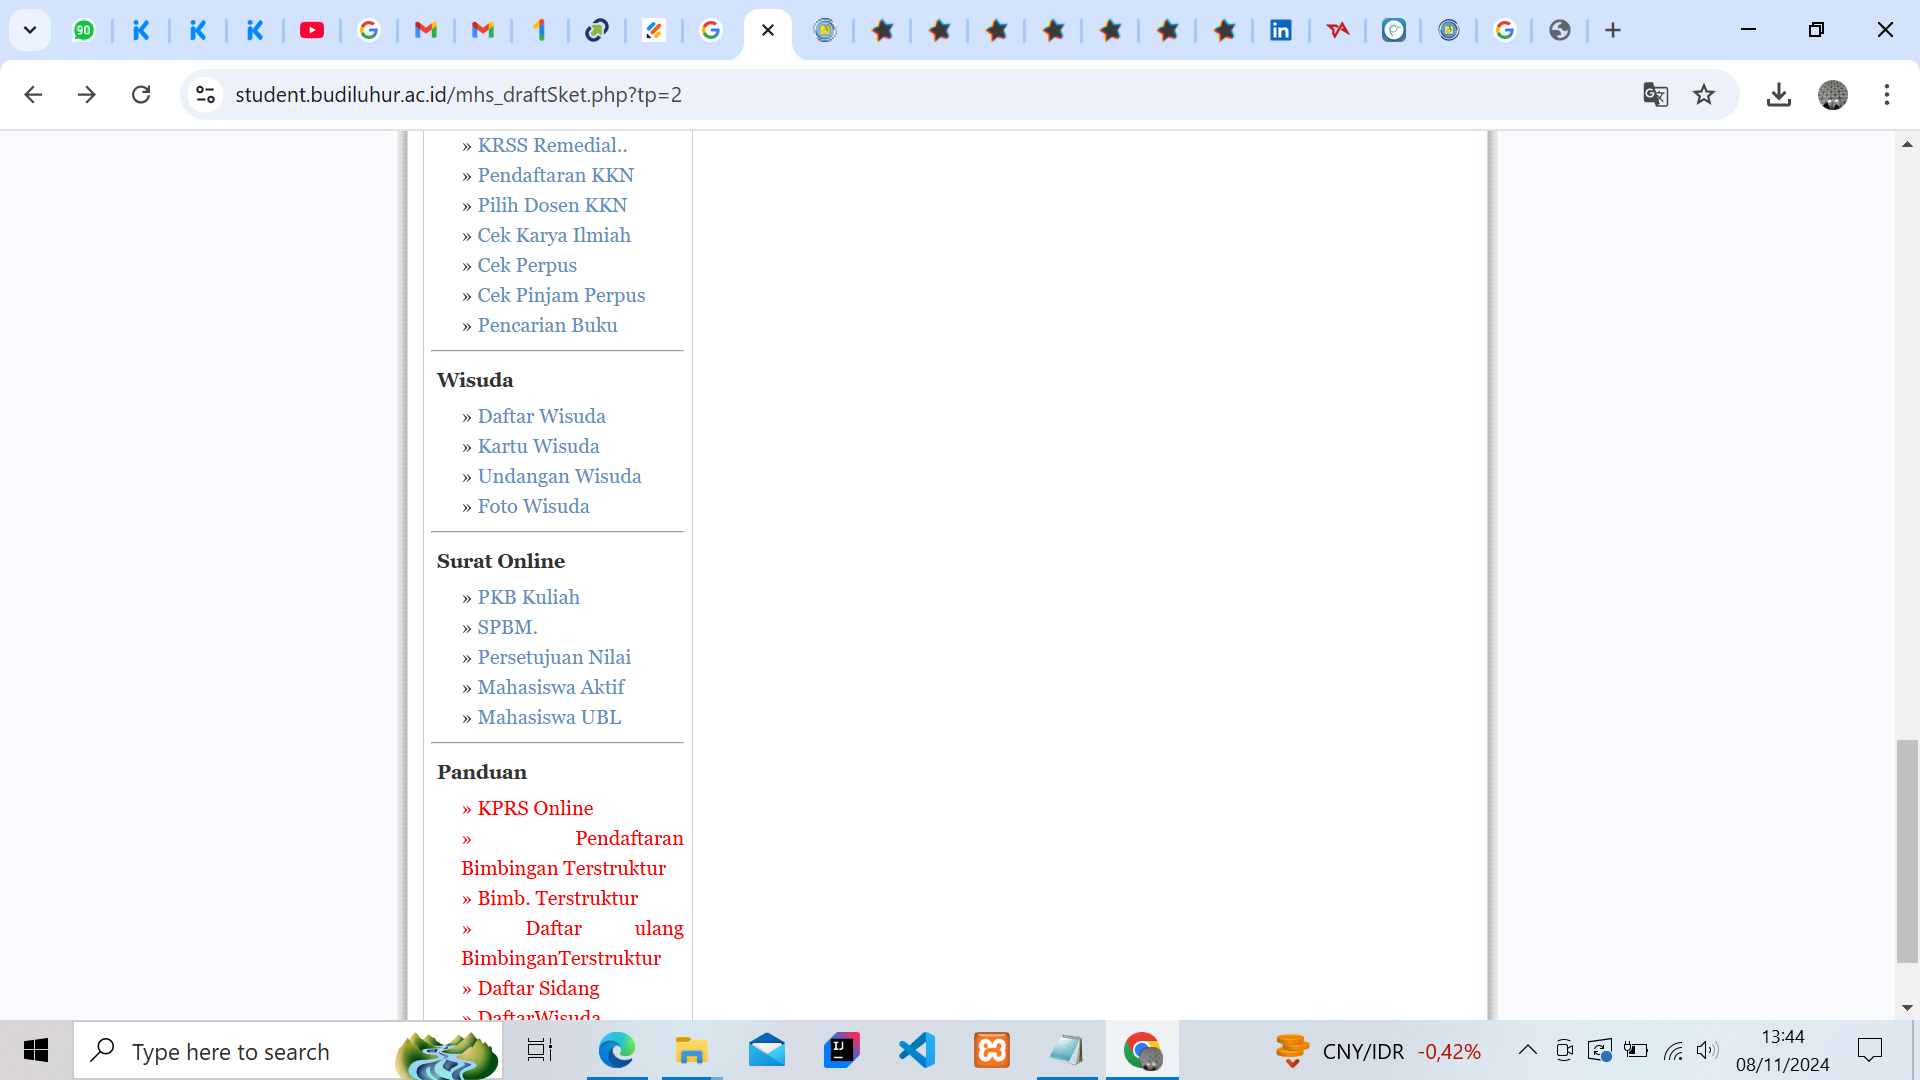 90
student.budiluhur.ac.id/mhs_draftSket.php?tp=2
» KRSS Remedial..
» Pendaftaran KKN
» Pilih Dosen KKN
» Cek Karya Ilmiah
» Cek Perpus
» Cek Pinjam Perpus
» Pencarian Buku
Wisuda
» Daftar Wisuda
» Kartu Wisuda
» Undangan Wisuda
» Foto Wisuda
Surat Online
» PKB Kuliah
» SPBM.
» Persetujuan Nilai
» Mahasiswa Aktif
» Mahasiswa UBL
Panduan
» KPRS Online
» Pendaftaran
Bimbingan Terstruktur
» Bimb. Terstruktur
» Daftar ulang
BimbinganTerstruktur
» Daftar Sidang
» DaftarWisuda
Type here to search
CNY/IDR -0,42%
13:44
08/11/2024